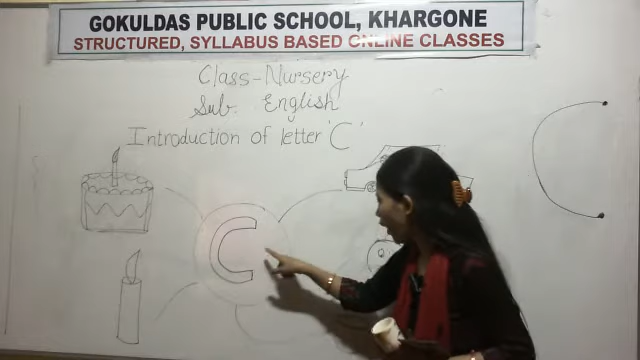 GOKULDAS PUBLIC SCHOOL, KHARGONE
STRUCTURED, SYLLABUS BASED ONLINE CLASSES
Class-Nursery
Sub. English
Introduction of letter 'C'
C